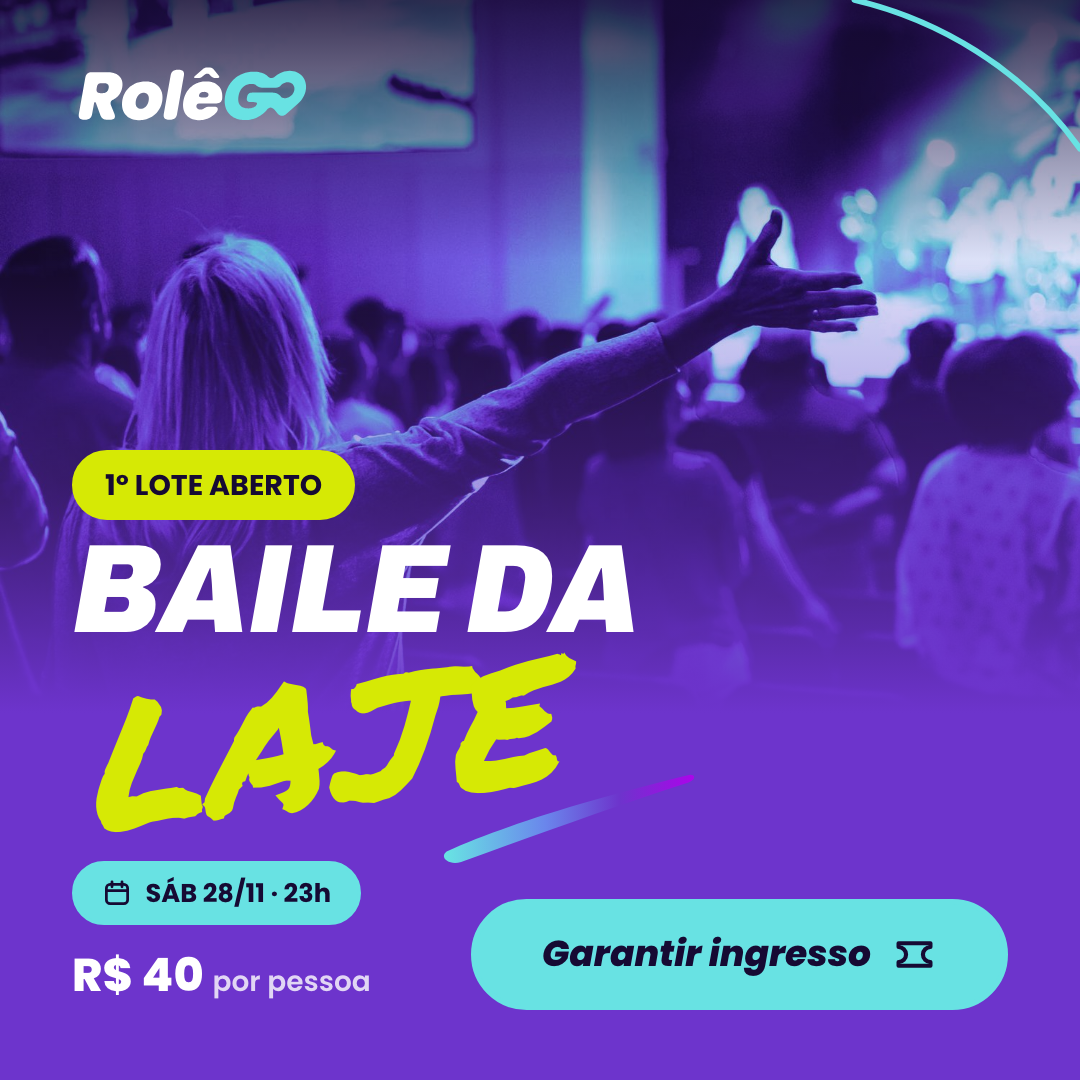 RolêGO
1º LOTE ABERTO
BAILE DA
LAJE
SÁB 28/11 · 23h
R$ 40 por pessoa
Garantir ingresso